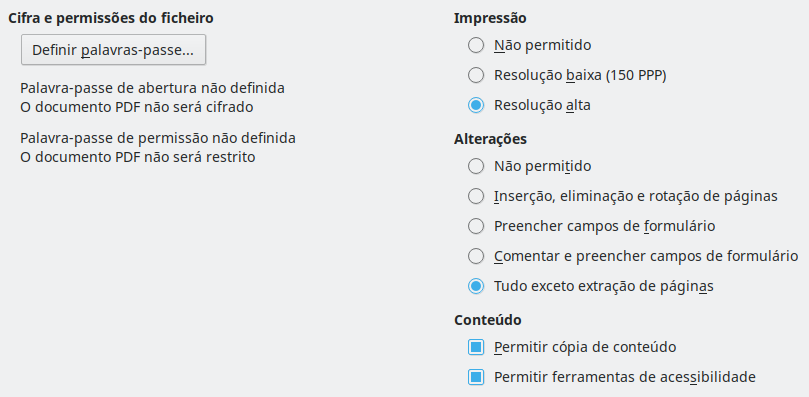 Cifra e permissões do ficheiro
Definir palavras-passe...
Palavra-passe de abertura não definida
O documento PDF não será cifrado
Palavra-passe de permissão não definida
O documento PDF não será restrito
Impressão
Não permitido
Resolução baixa (150 PPP)
Resolução alta
Alterações
Não permitido
Inserção, eliminação e rotação de páginas
Preencher campos de formulário
Comentar e preencher campos de formulário
Tudo exceto extração de páginas
Conteúdo
Permitir cópia de conteúdo
Permitir ferramentas de acessibilidade